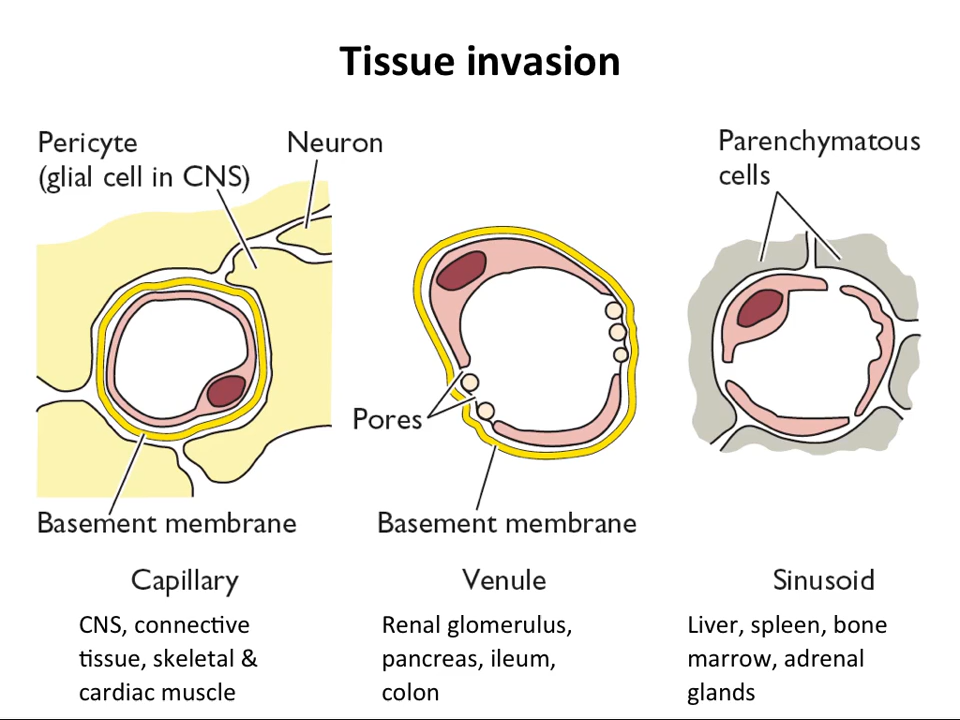 Tissue invasion
Pericyte
(glial cell in CNS)
Neuron
Parenchymatous
cells
Pores
Basement membrane
Basement membrane
Capillary
Venule
Sinusoid
CNS, connective
tissue, skeletal &
cardiac muscle
Renal glomerulus,
pancreas, ileum,
colon
Liver, spleen, bone
marrow, adrenal
glands